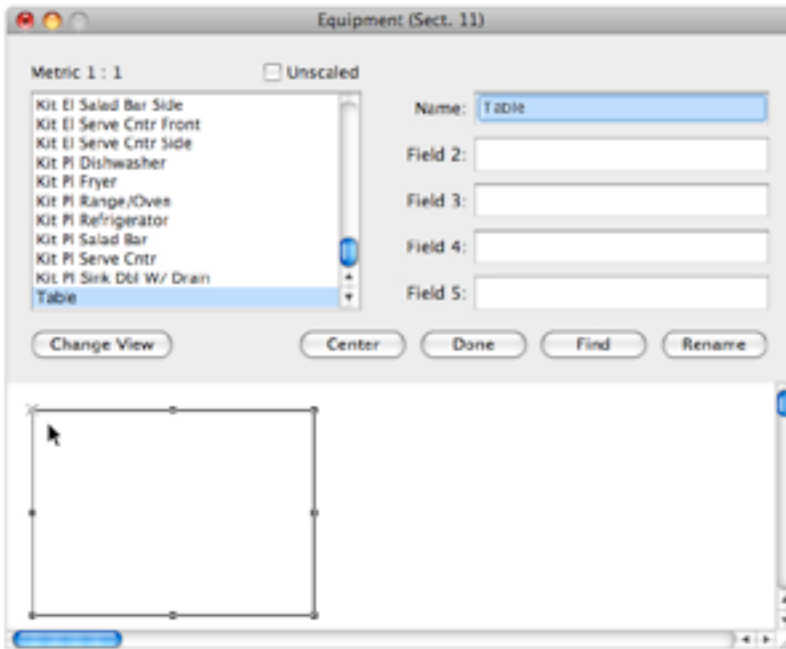 Equipment (Sect. 11)
Metric 1 : 1
Unscaled
Kit El Salad Bar Side
Kit El Serve Cntr Front
Kit El Serve Cntr Side
Kit Pl Dishwasher
Kit Pl Fryer
Kit Pl Range/Oven
Kit Pl Refrigerator
Kit Pl Salad Bar
Kit Pl Serve Cntr
Kit Pl Sink Dbl W/ Drain
Table
Name: Table
Field 2:
Field 3:
Field 4:
Field 5:
Change View
Center
Done
Find
Rename